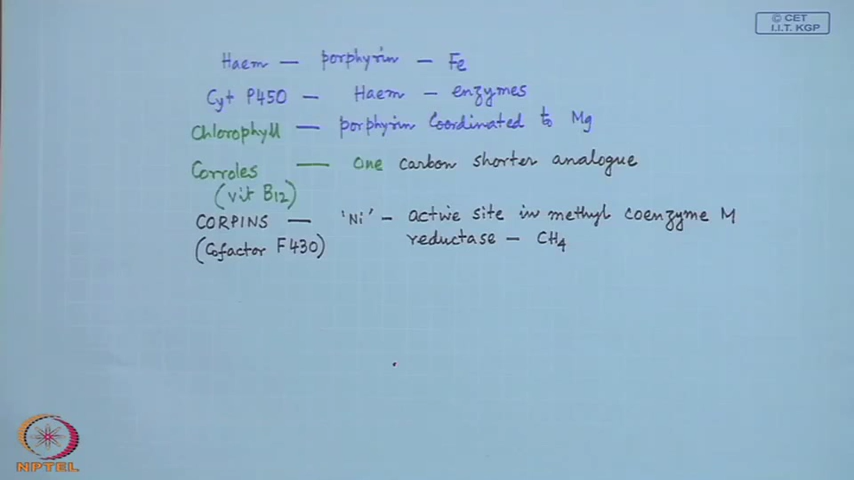 © CET
I.I.T. KGP
Haem — porphyrin — Fe
Cyt P450 — Haem — enzymes
Chlorophyll — porphyrin Coordinated to Mg
Corroles — One carbon shorter analogue
(vit B12)
CORPINS — 'Ni' – active site in methyl coenzyme M
(Cofactor F430) reductase — CH4
NPTEL